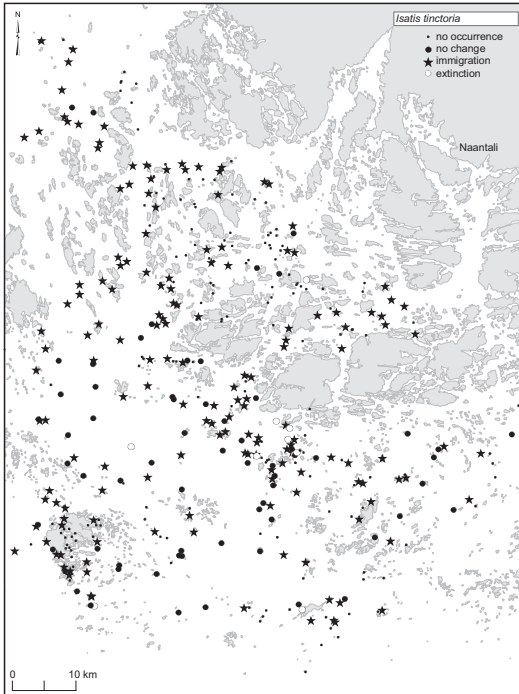 N
Isatis tinctoria
no occurrence
no change
immigration
extinction
Naantali
0 10 km